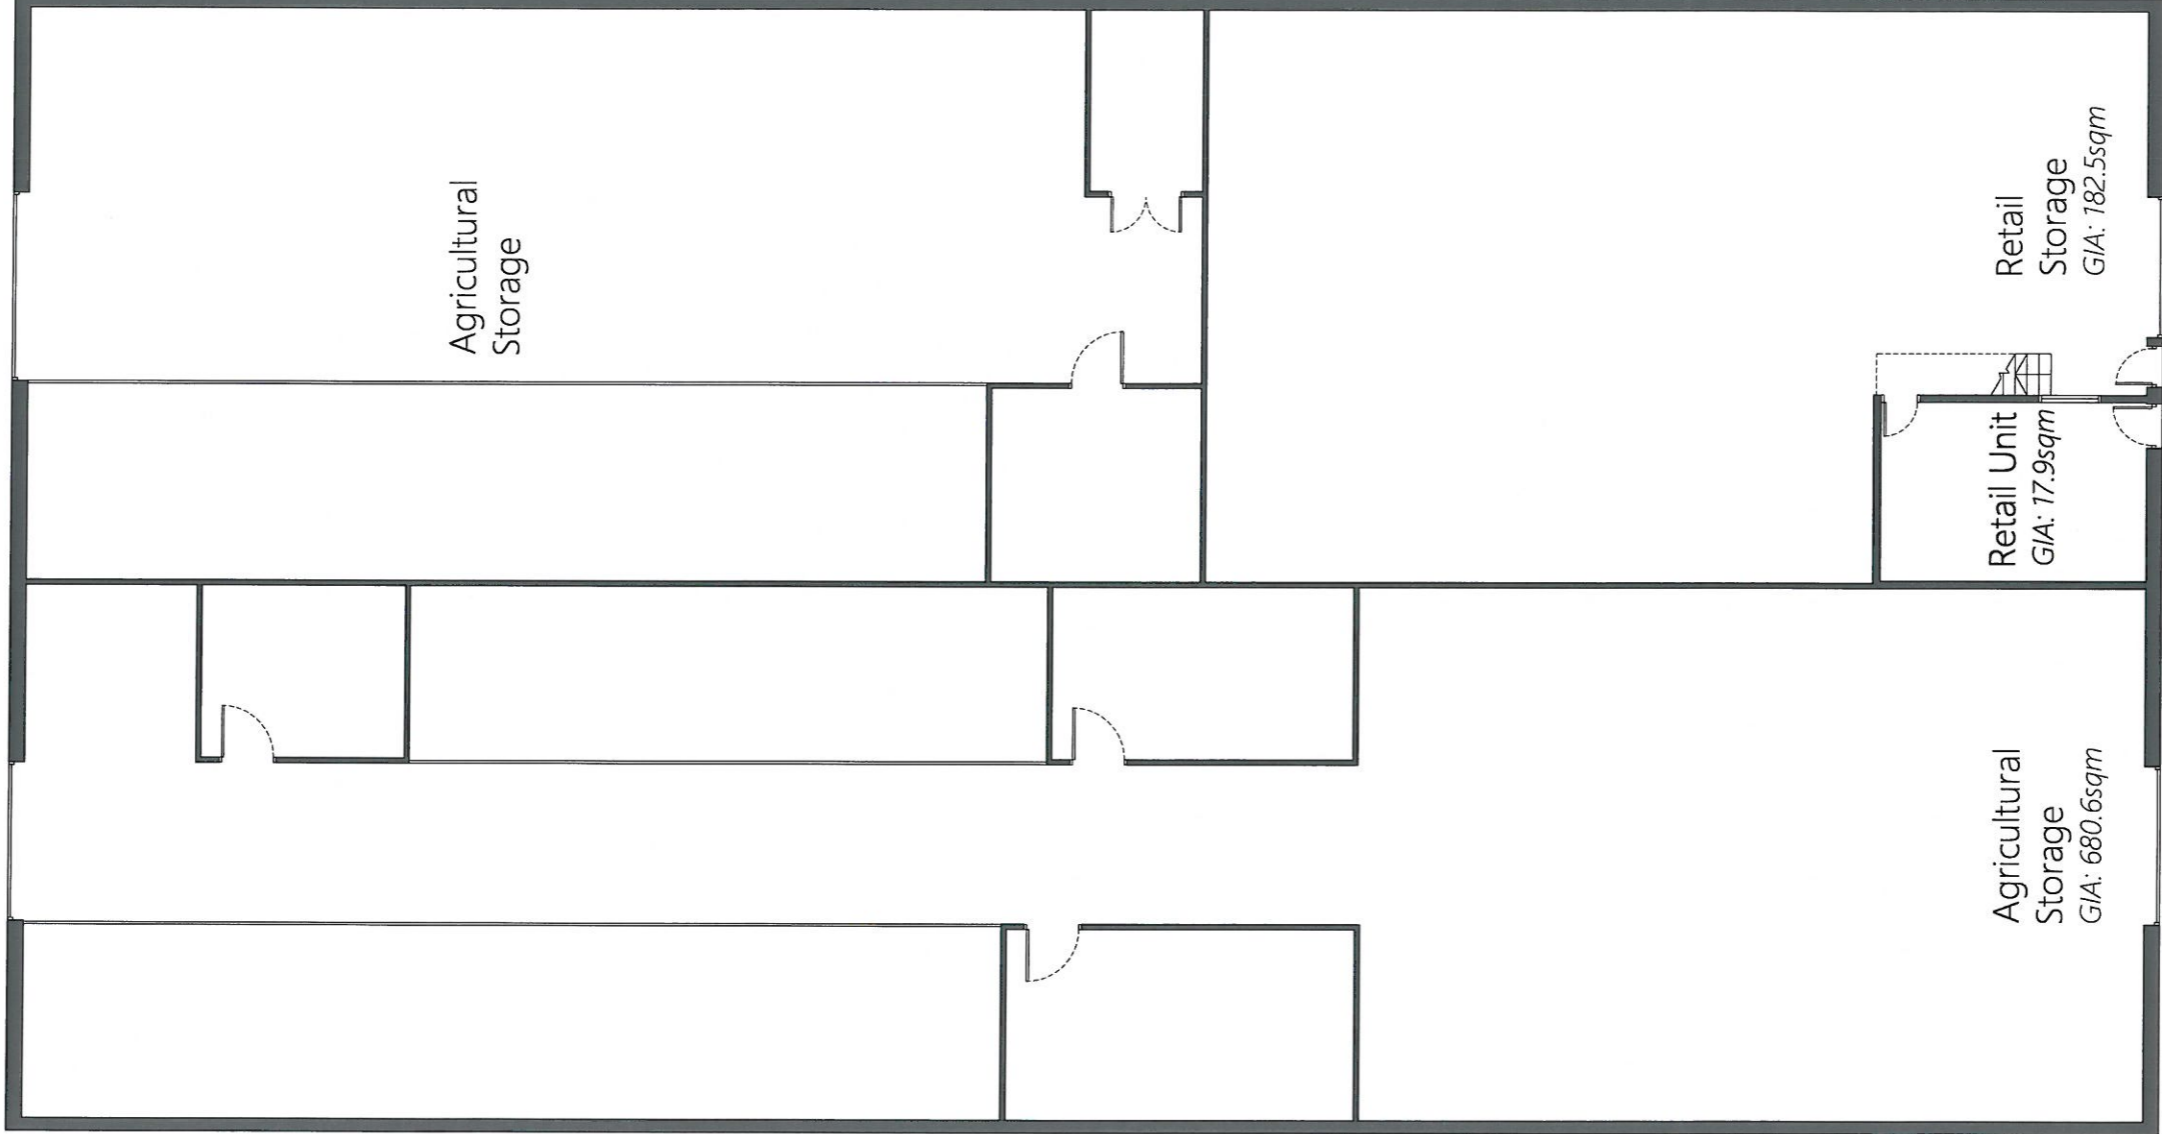 Agricultural
Storage
Retail
Storage
GIA: 182.5sqm
Retail Unit
GIA: 17.9sqm
Agricultural
Storage
GIA: 680.6sqm